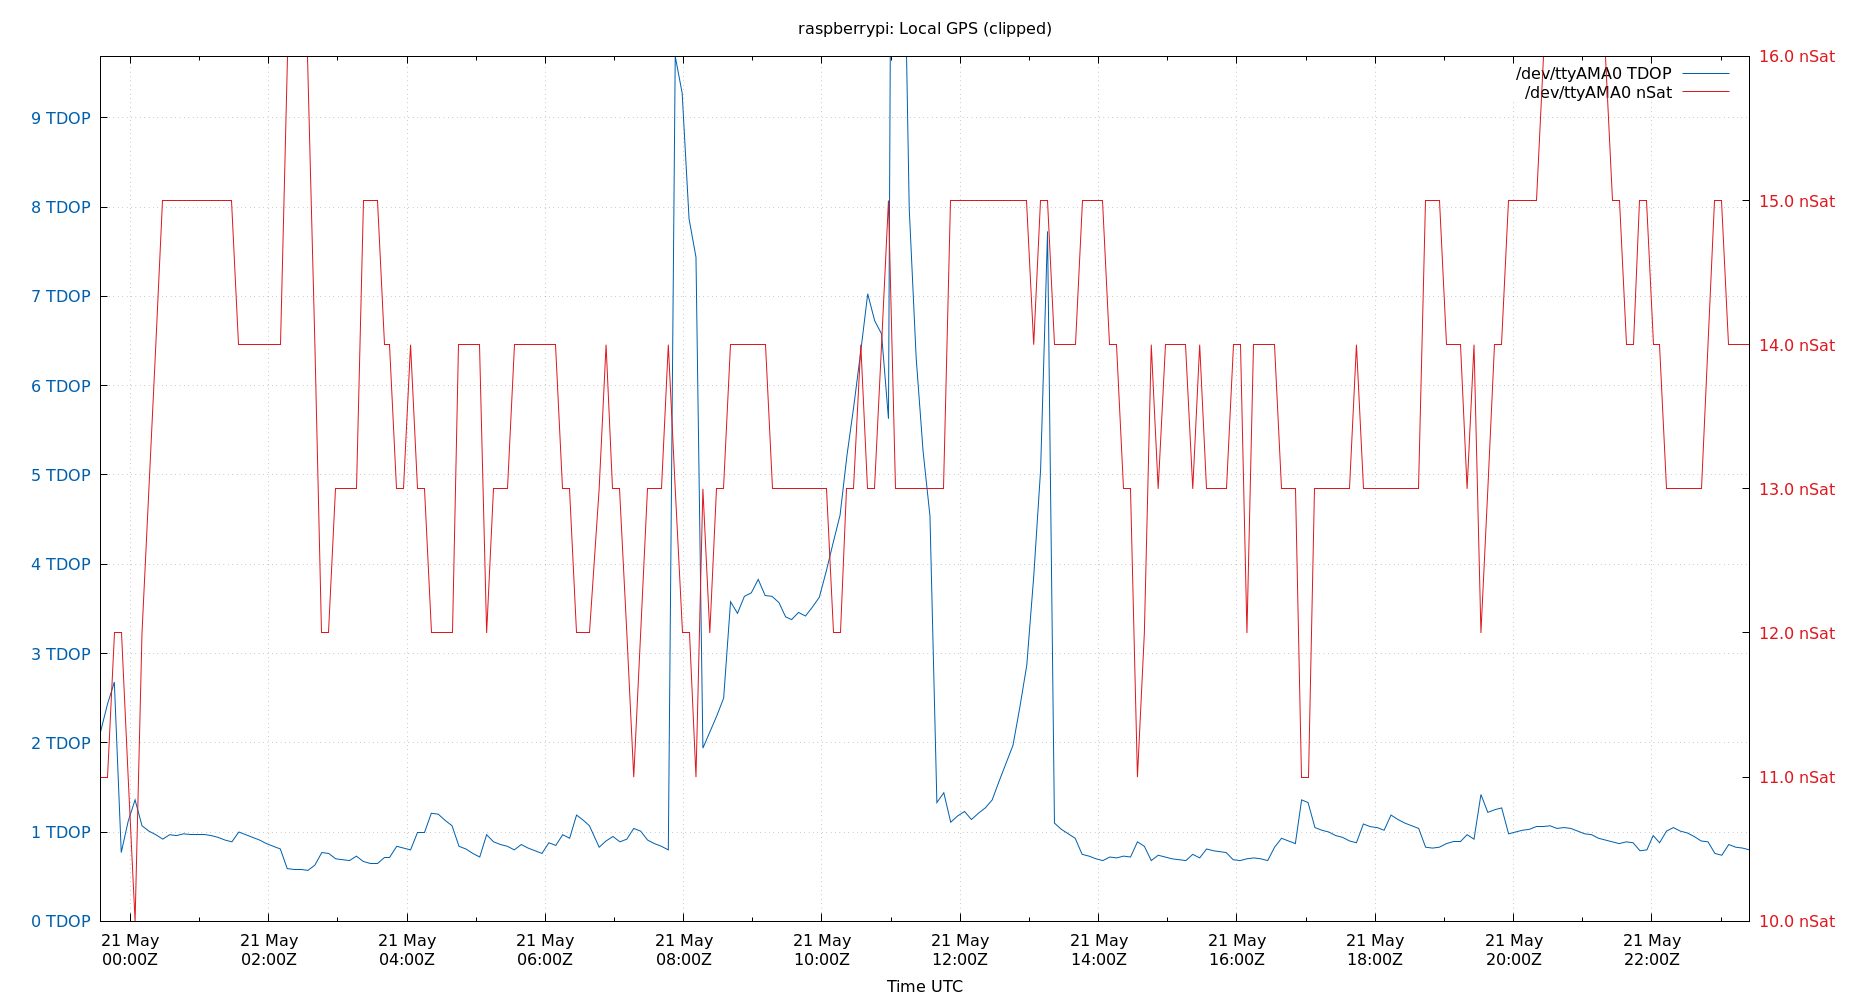 raspberrypi: Local GPS (clipped)
/dev/ttyAMA0 TDOP
/dev/ttyAMA0 nSat
9 TDOP
8 TDOP
7 TDOP
6 TDOP
5 TDOP
4 TDOP
3 TDOP
2 TDOP
1 TDOP
0 TDOP
16.0 nSat
15.0 nSat
14.0 nSat
13.0 nSat
12.0 nSat
11.0 nSat
10.0 nSat
21 May 21 May 21 May 21 May 21 May 21 May 21 May 21 May 21 May 21 May 21 May 21 May
00:00Z 02:00Z 04:00Z 06:00Z 08:00Z 10:00Z 12:00Z 14:00Z 16:00Z 18:00Z 20:00Z 22:00Z
Time UTC